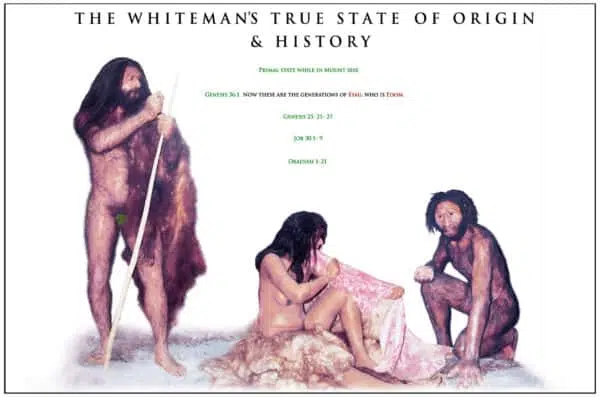 THE WHITEMAN'S TRUE STATE OF ORIGIN
& HISTORY
PRIMAL STATE WHILE IN MOUNT SEIR
GENESIS 36:1 NOW THESE ARE THE GENERATIONS OF ESAU, WHO IS EDOM.
GENESIS 25: 21- 27
JOB 30:1- 9
OBADIAH 1-21